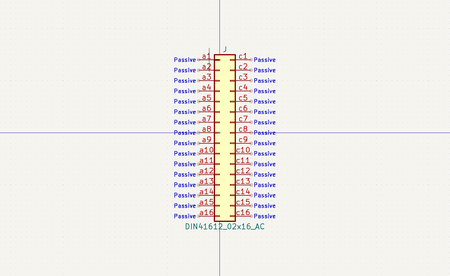 J
Passive a1 c1 Passive
Passive a2 c2 Passive
Passive a3 c3 Passive
Passive a4 c4 Passive
Passive a5 c5 Passive
Passive a6 c6 Passive
Passive a7 c7 Passive
Passive a8 c8 Passive
Passive a9 c9 Passive
Passive a10 c10 Passive
Passive a11 c11 Passive
Passive a12 c12 Passive
Passive a13 c13 Passive
Passive a14 c14 Passive
Passive a15 c15 Passive
Passive a16 c16 Passive
DIN41612_02x16_AC